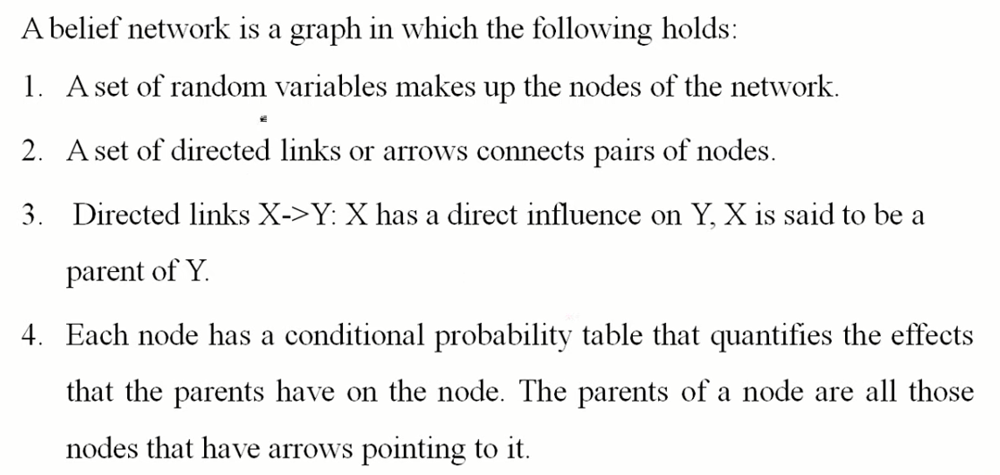 A belief network is a graph in which the following holds:
1. A set of random variables makes up the nodes of the network.
2. A set of directed links or arrows connects pairs of nodes.
3. Directed links X->Y: X has a direct influence on Y, X is said to be a
parent of Y.
4. Each node has a conditional probability table that quantifies the effects
that the parents have on the node. The parents of a node are all those
nodes that have arrows pointing to it.